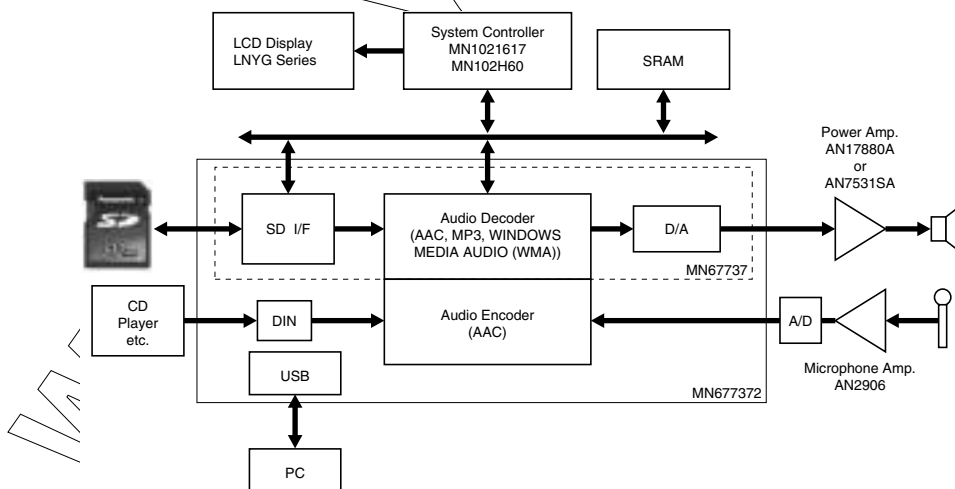 LCD Display
LNYG Series
System Controller
MN1021617
MN102H60
SRAM
Power Amp.
AN17880A
or
AN7531SA
SD
SD I/F
Audio Decoder
(AAC, MP3, WINDOWS
MEDIA AUDIO (WMA))
D/A
MN67737
CD
Player
etc.
DIN
Audio Encoder
(AAC)
A/D
Microphone Amp.
AN2906
USB
MN677372
PC